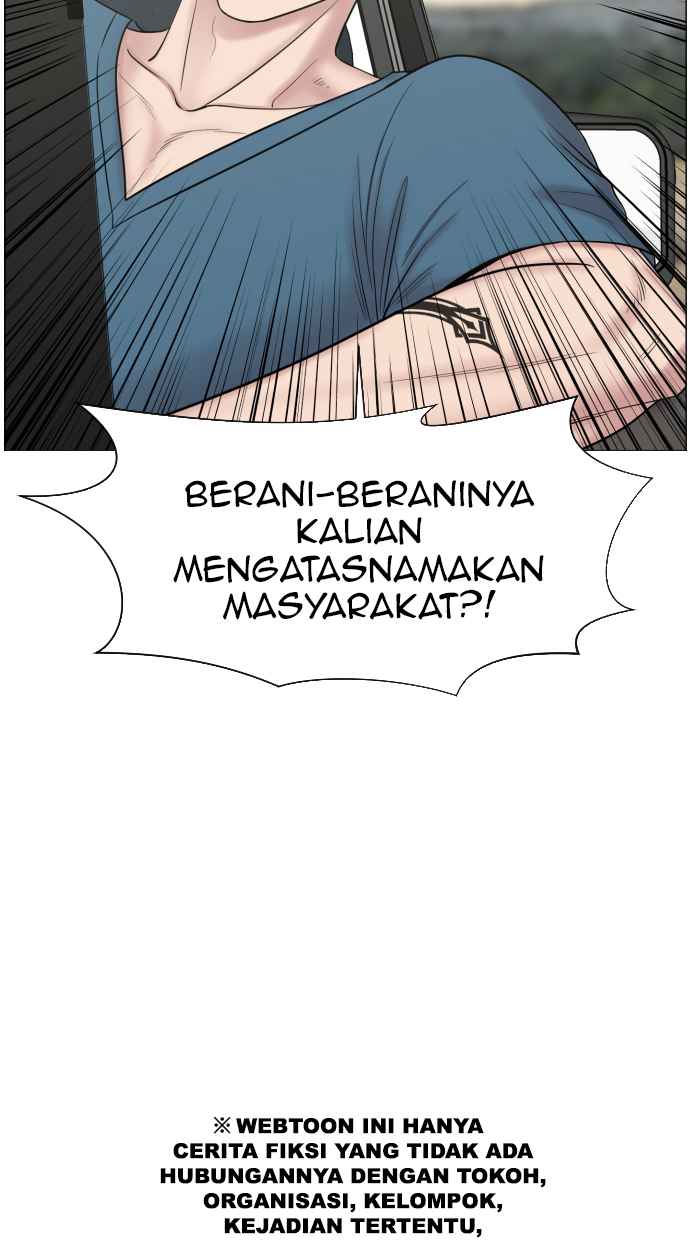 BERANI-BERANINYA
KALIAN
MENGATASNAMAKAN
MASYARAKAT?!
※WEBTOON INI HANYA
CERITA FIKSI YANG TIDAK ADA
HUBUNGANNYA DENGAN TOKOH,
ORGANISASI, KELOMPOK,
KEJADIAN TERTENTU,